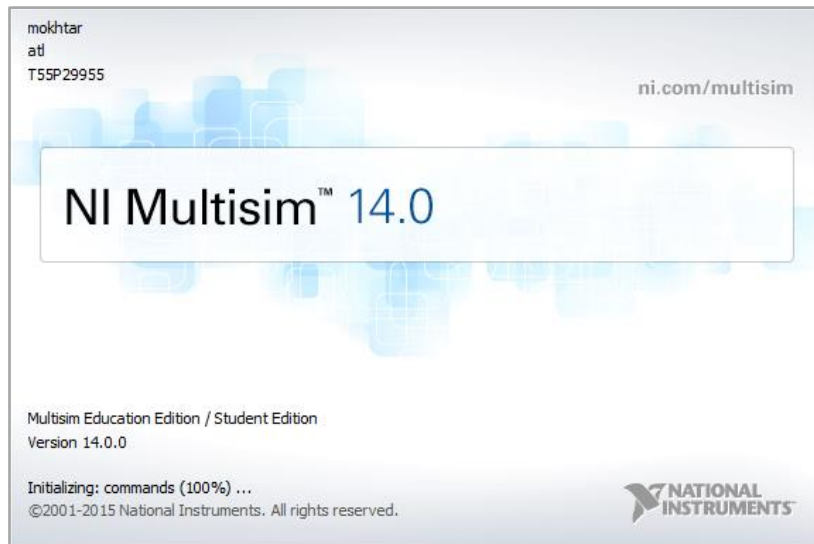 mokhtar
atl
T55P29955
ni.com/multisim
NI Multisim™ 14.0
Multisim Education Edition / Student Edition
Version 14.0.0
Initializing: commands (100%) ...
©2001-2015 National Instruments. All rights reserved.
NATIONAL
INSTRUMENTS